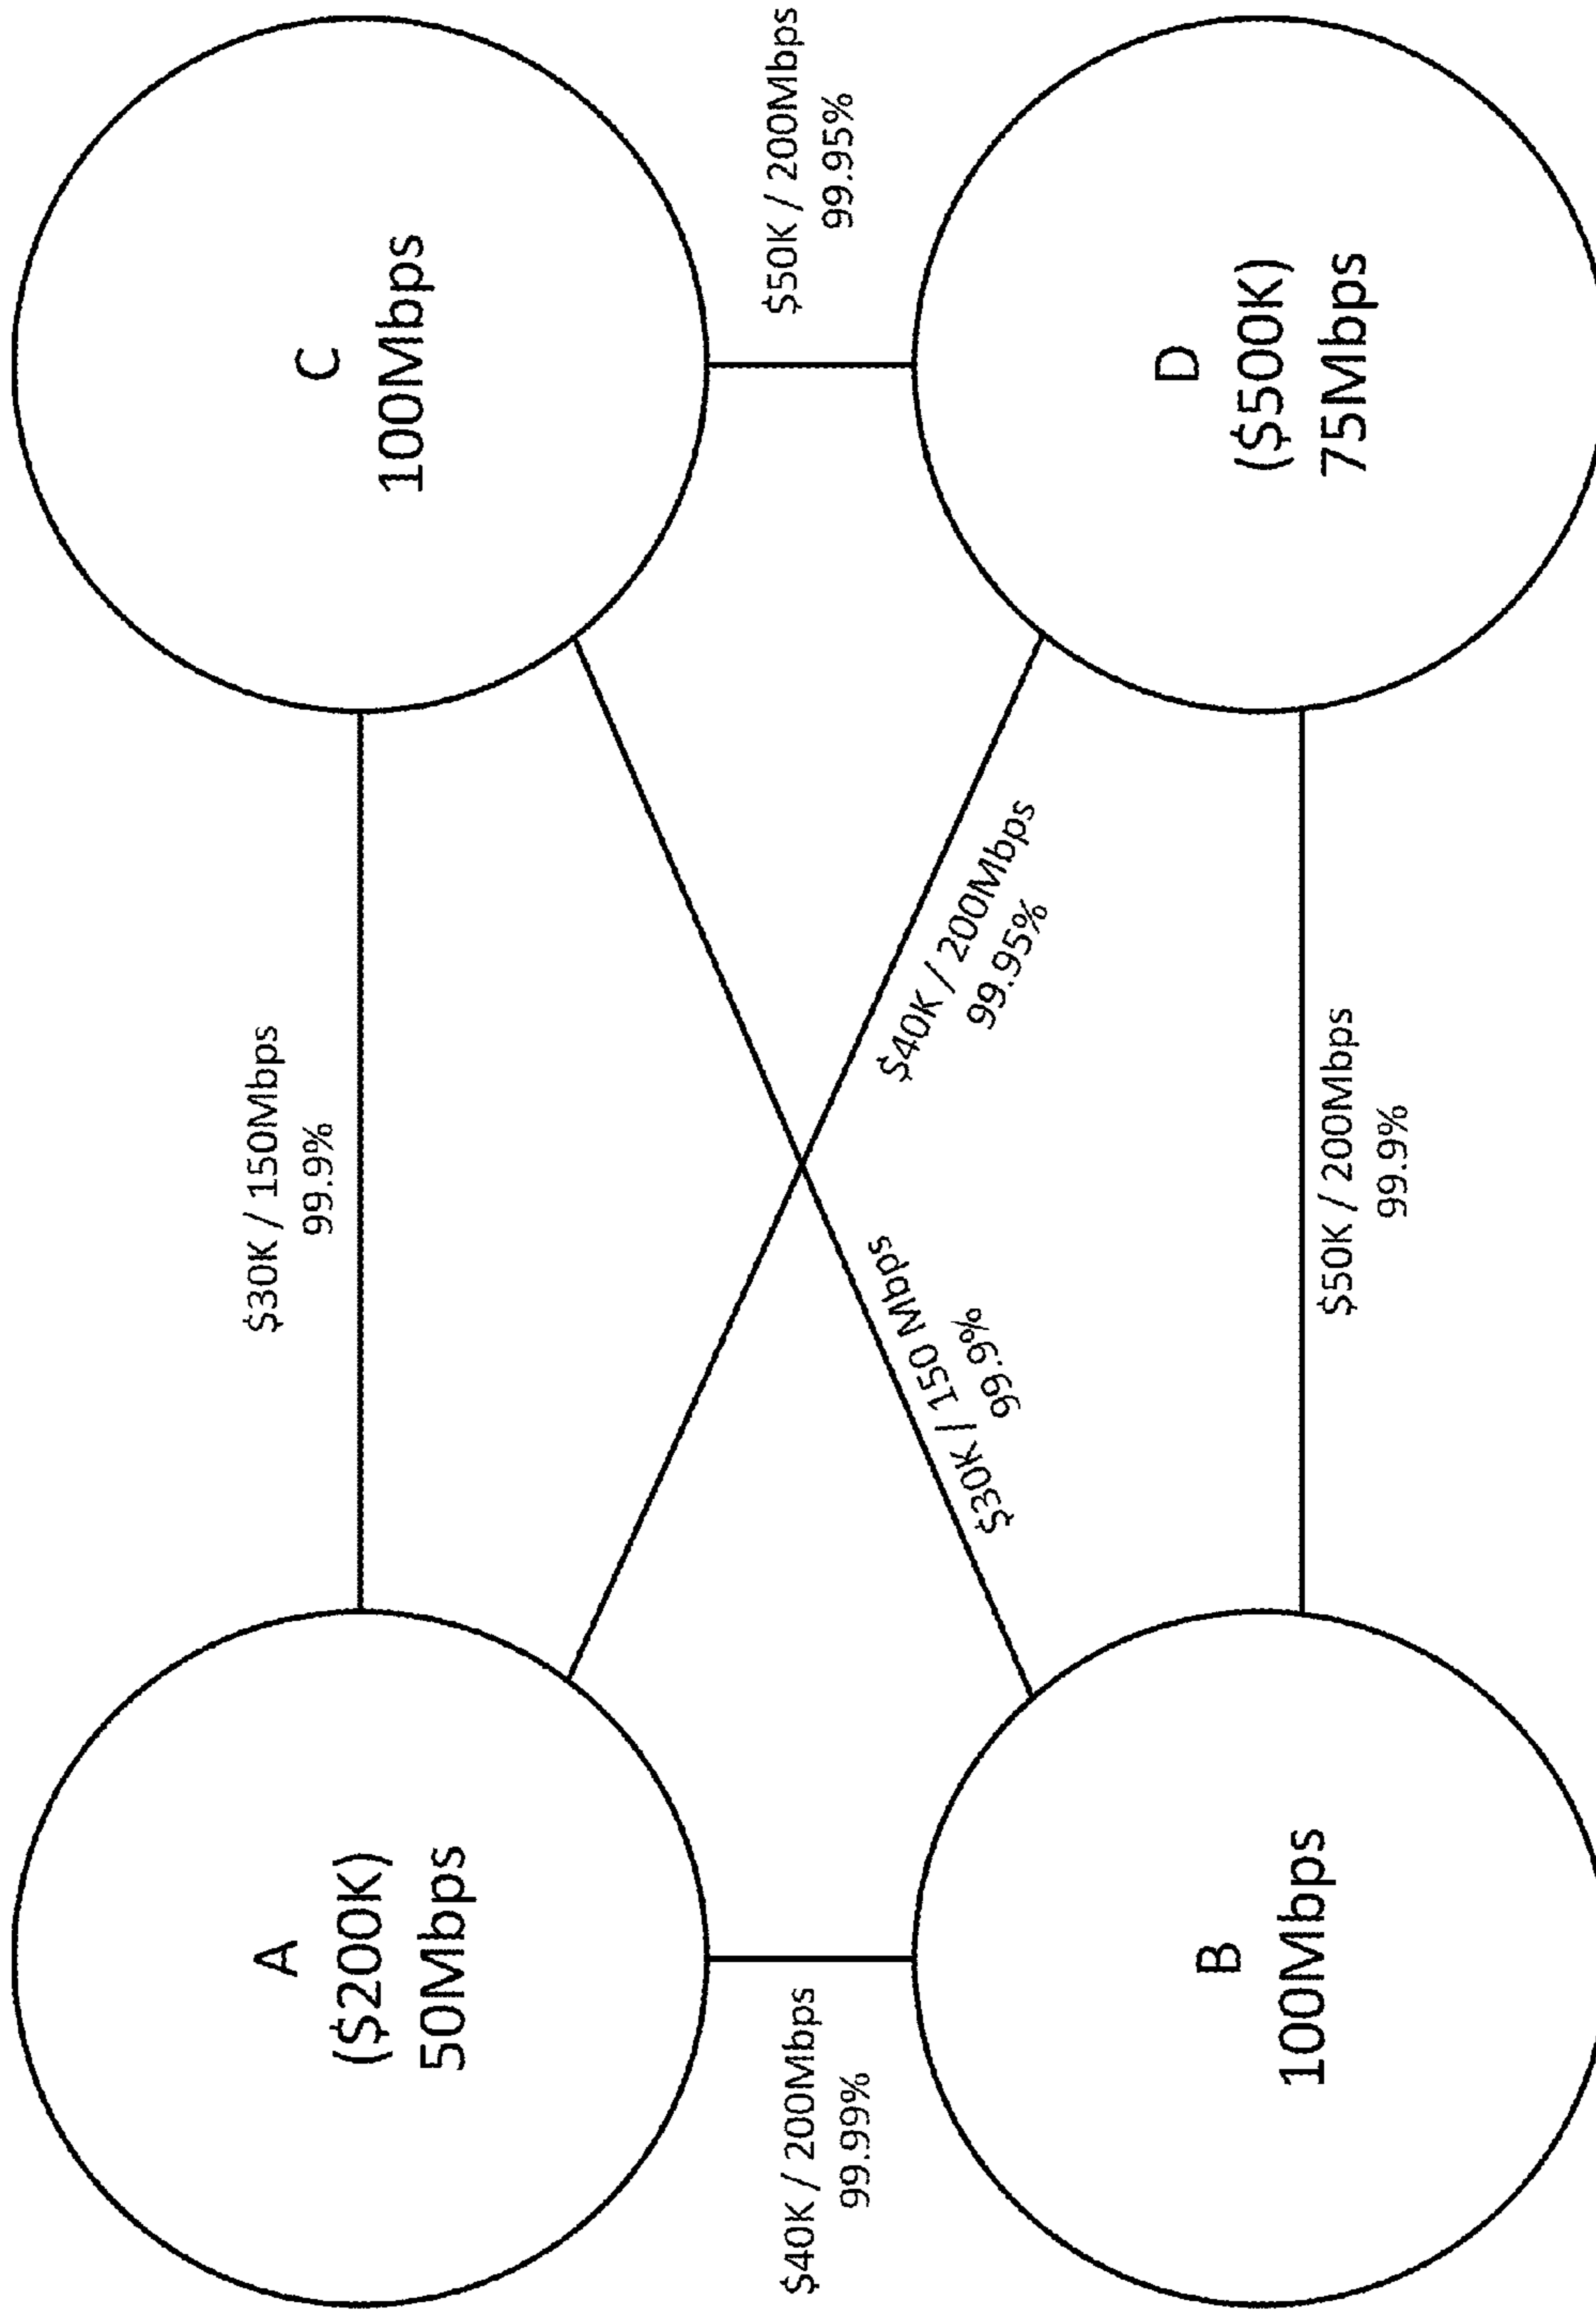 A
($200K)
50Mbps
$30K / 150Mbps
99.9%
C
100Mbps
$40K / 200Mbps
99.99%
$30K | 150 Mbps
99.9%
$40K / 200Mbps
99.95%
$50K / 200Mbps
99.95%
B
100Mbps
$50K / 200Mbps
99.9%
D
($500K)
75Mbps